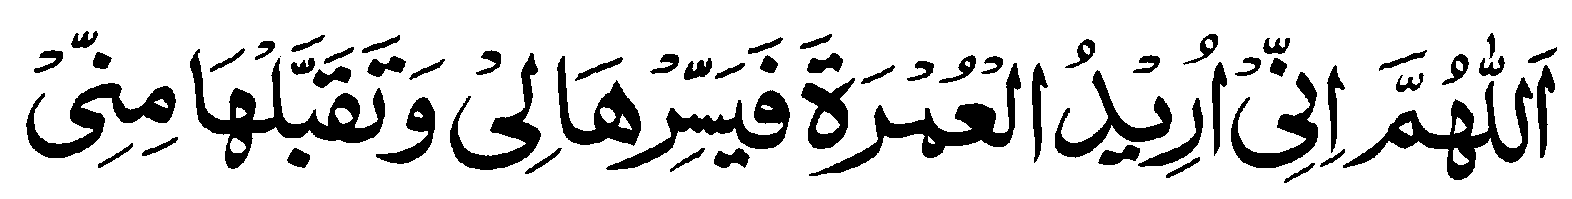 اَللّٰهُمَّ اِنِّیْۤ اُرِیْدُ الْعُمْرَةَ فَیَسِّرْهَا لِیْ وَتَقَبَّلْهَا مِنِّیْ